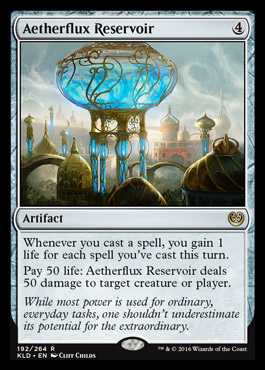 Aetherflux Reservoir 4
Artifact
Whenever you cast a spell, you gain 1
life for each spell you've cast this turn.
Pay 50 life: Aetherflux Reservoir deals
50 damage to target creature or player.
While most power is used for ordinary,
everyday tasks, one shouldn't underestimate
its potential for the extraordinary.
192/264 R
KLD • EN Cliff Childs
™ & © 2016 Wizards of the Coast